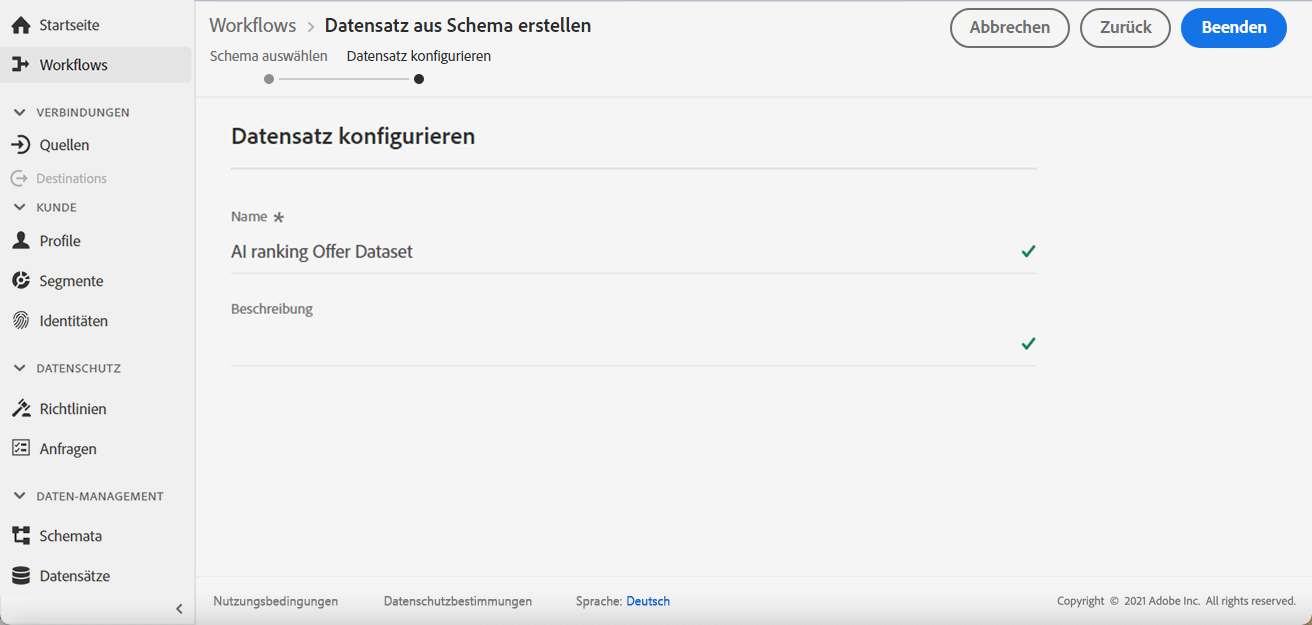 Startseite
Workflows
VERBINDUNGEN
Quellen
Destinations
KUNDE
Profile
Segmente
Identitäten
DATENSCHUTZ
Richtlinien
Anfragen
DATEN-MANAGEMENT
Schemata
Datensätze
Workflows > Datensatz aus Schema erstellen
Abbrechen
Zurück
Beenden
Schema auswählen
Datensatz konfigurieren
Datensatz konfigurieren
Name *
AI ranking Offer Dataset
Beschreibung
Nutzungsbedingungen
Datenschutzbestimmungen
Sprache: Deutsch
Copyright © 2021 Adobe Inc. All rights reserved.